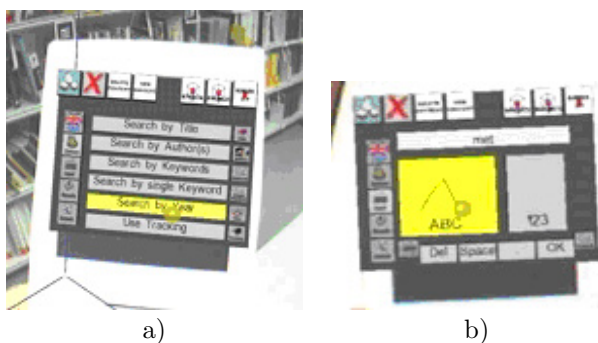 Search by Title
Search by Author(s)
Search by Keywords
Search by single Keyword
Search by Year
Use Tracking
met
ABC
123
Del Space . OK
a) b)